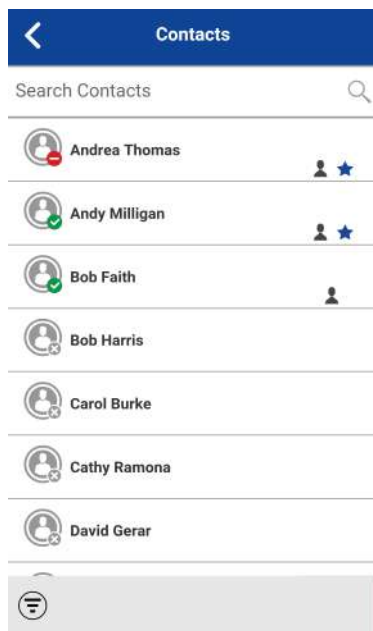 Contacts
Search Contacts
Andrea Thomas
Andy Milligan
Bob Faith
Bob Harris
Carol Burke
Cathy Ramona
David Gerar